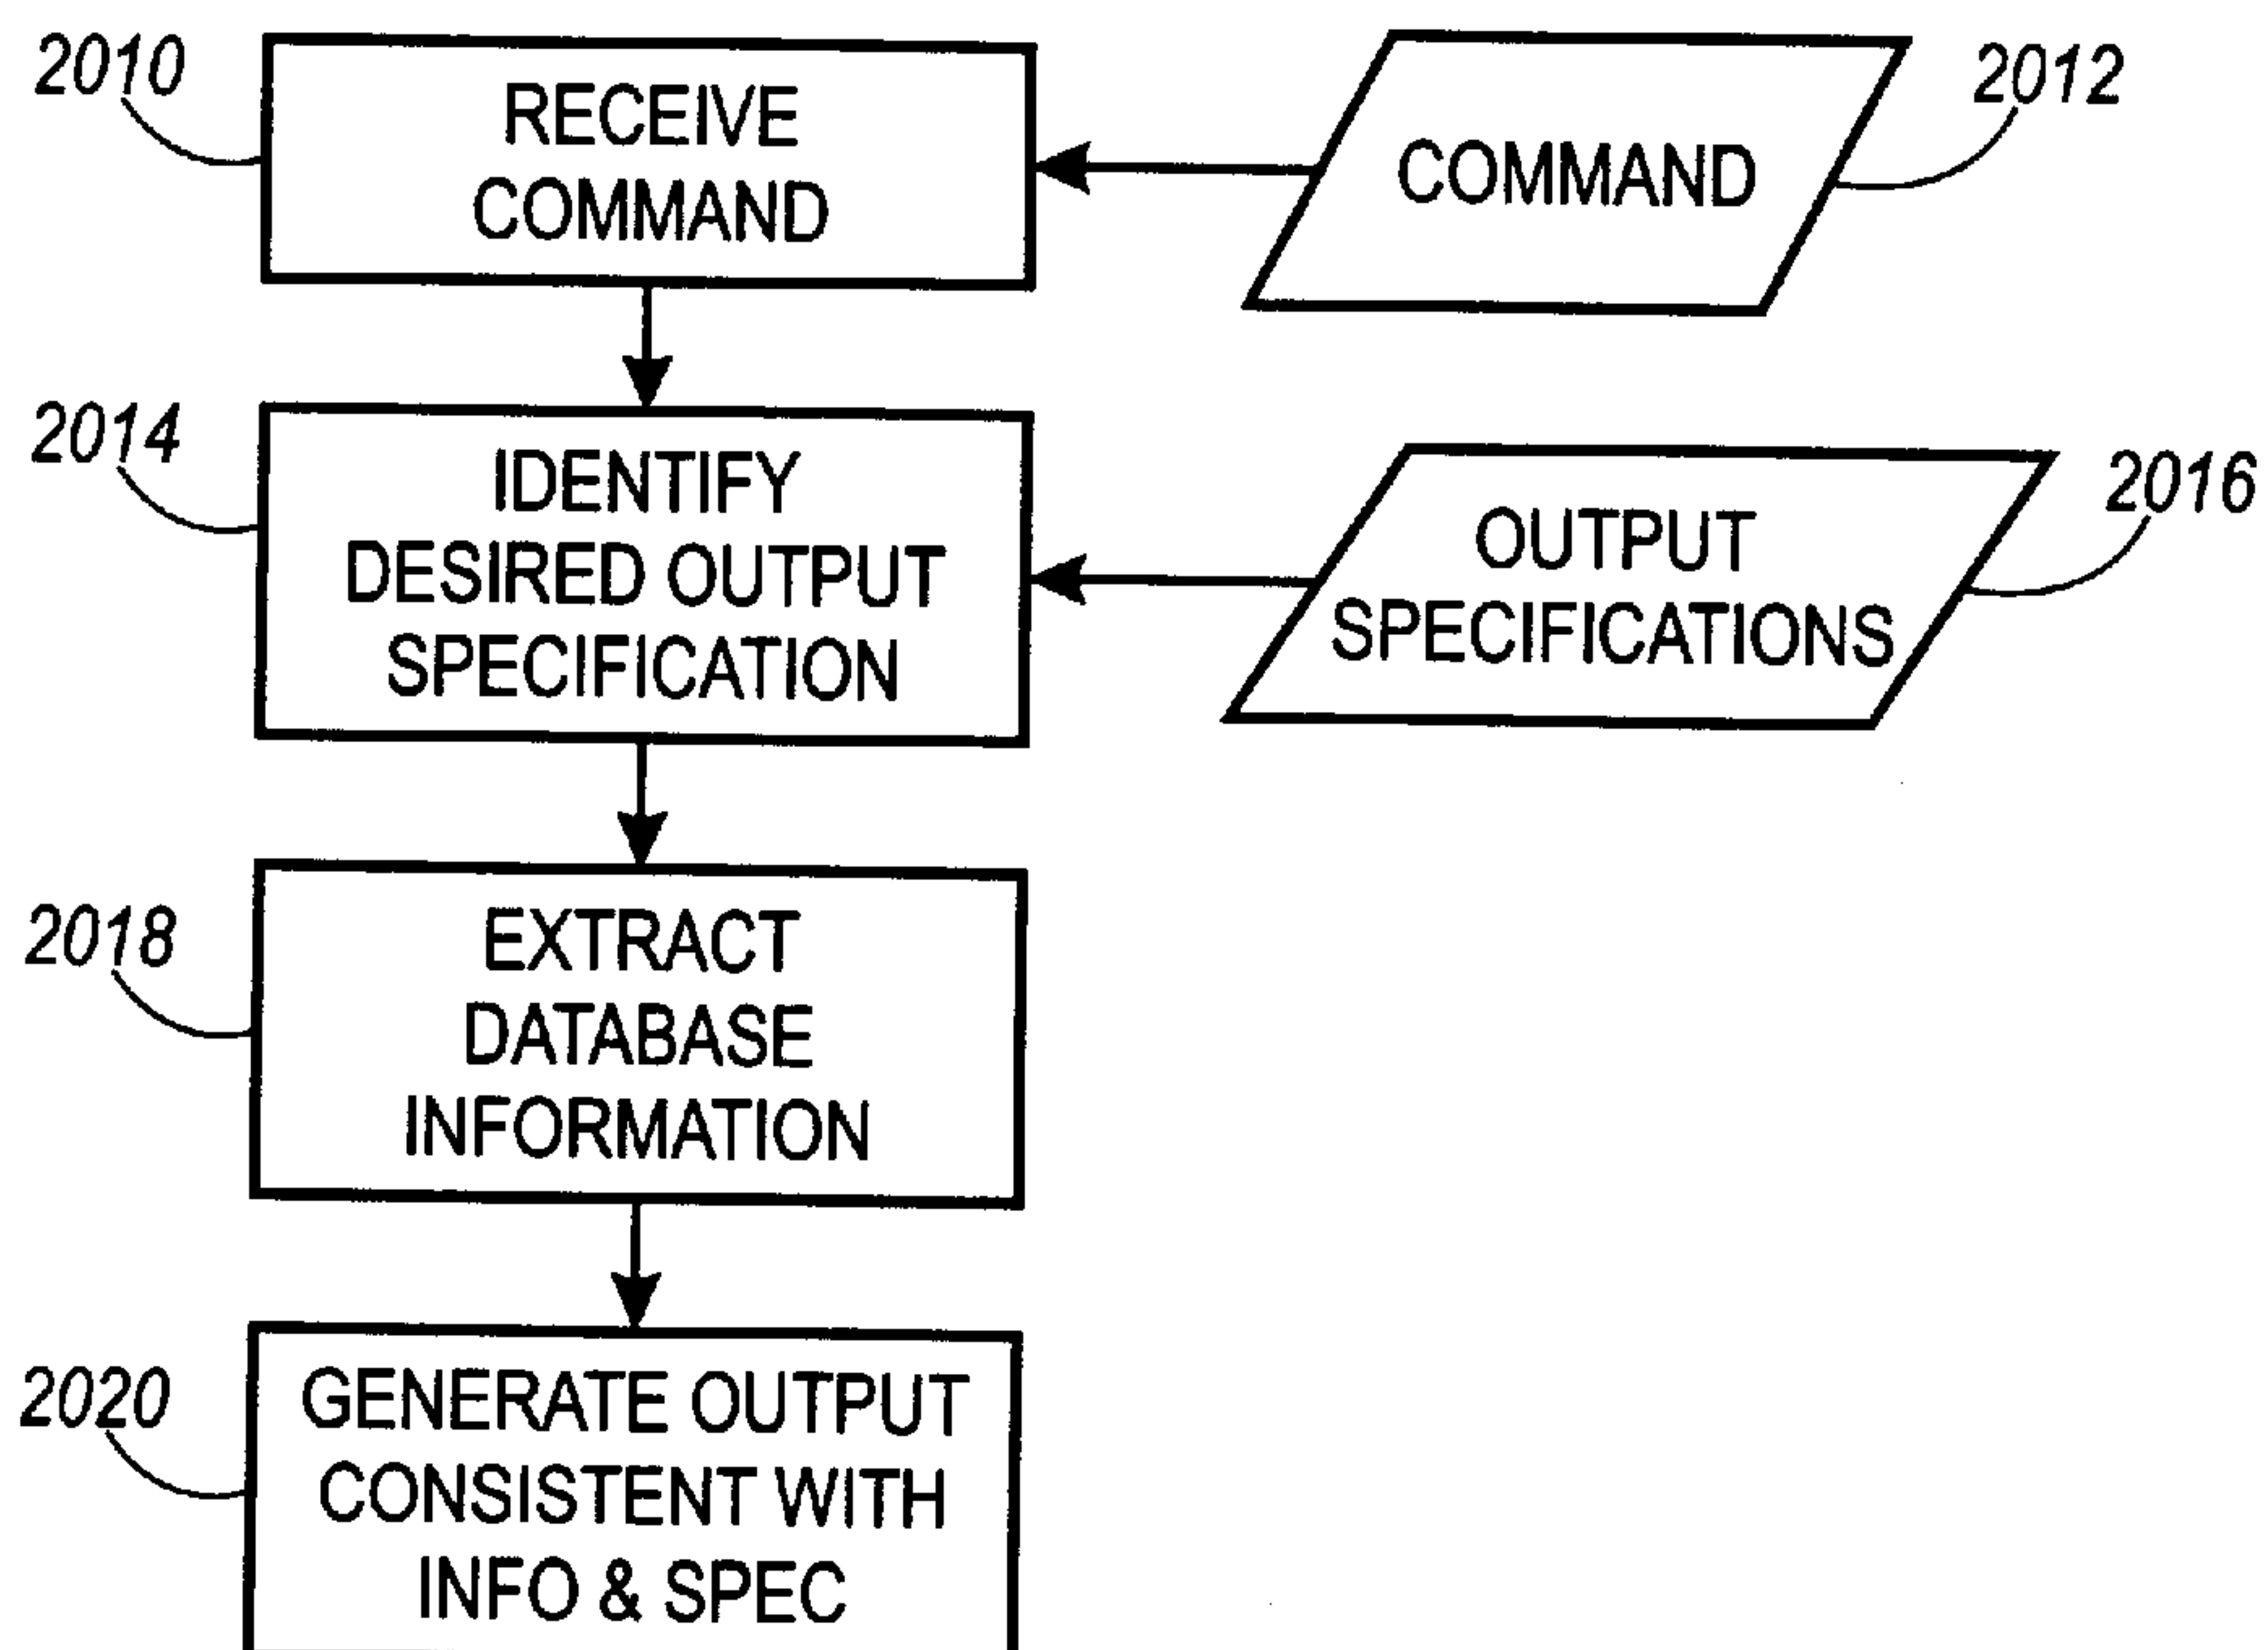 2010
RECEIVE
COMMAND
COMMAND
2012
2014
IDENTIFY
DESIRED OUTPUT
SPECIFICATION
OUTPUT
SPECIFICATIONS
2016
2018
EXTRACT
DATABASE
INFORMATION
2020
GENERATE OUTPUT
CONSISTENT WITH
INFO & SPEC